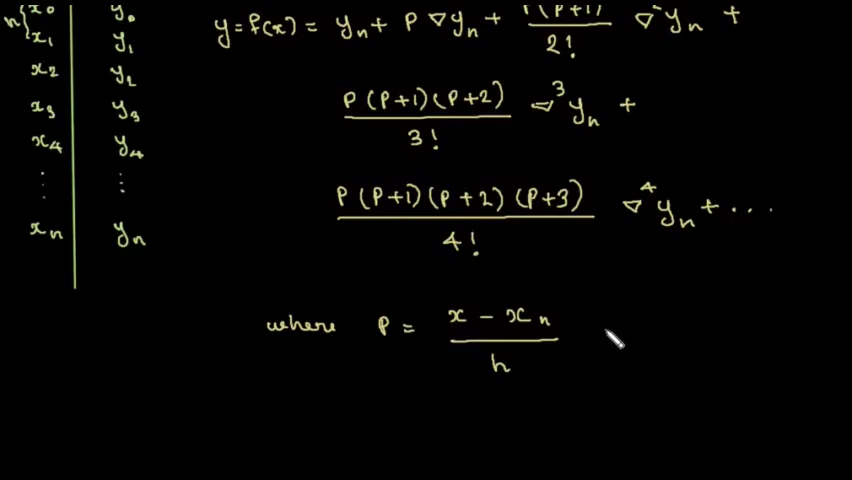 x₀ y₀
h{ x₁ y₁
x₂ y₂
x₃ y₃
x₄ y₄
⋮ ⋮
xₙ yₙ
y = f(x) = yₙ + P ∇yₙ + P(P+1)/2! ∇²yₙ +
P(P+1)(P+2)/3! ∇³yₙ +
P(P+1)(P+2)(P+3)/4! ∇⁴yₙ + ...
where P = x - xₙ/h